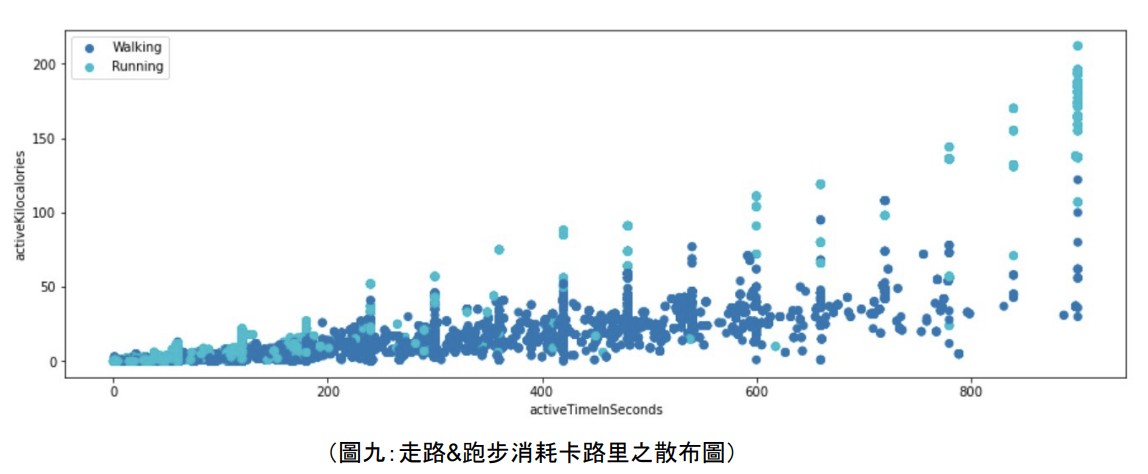 Walking
Running
200
150
100
50
0
activeKilocalories
0 200 400 600 800
activeTimeInSeconds
(圖九:走路&跑步消耗卡路里之散布圖)